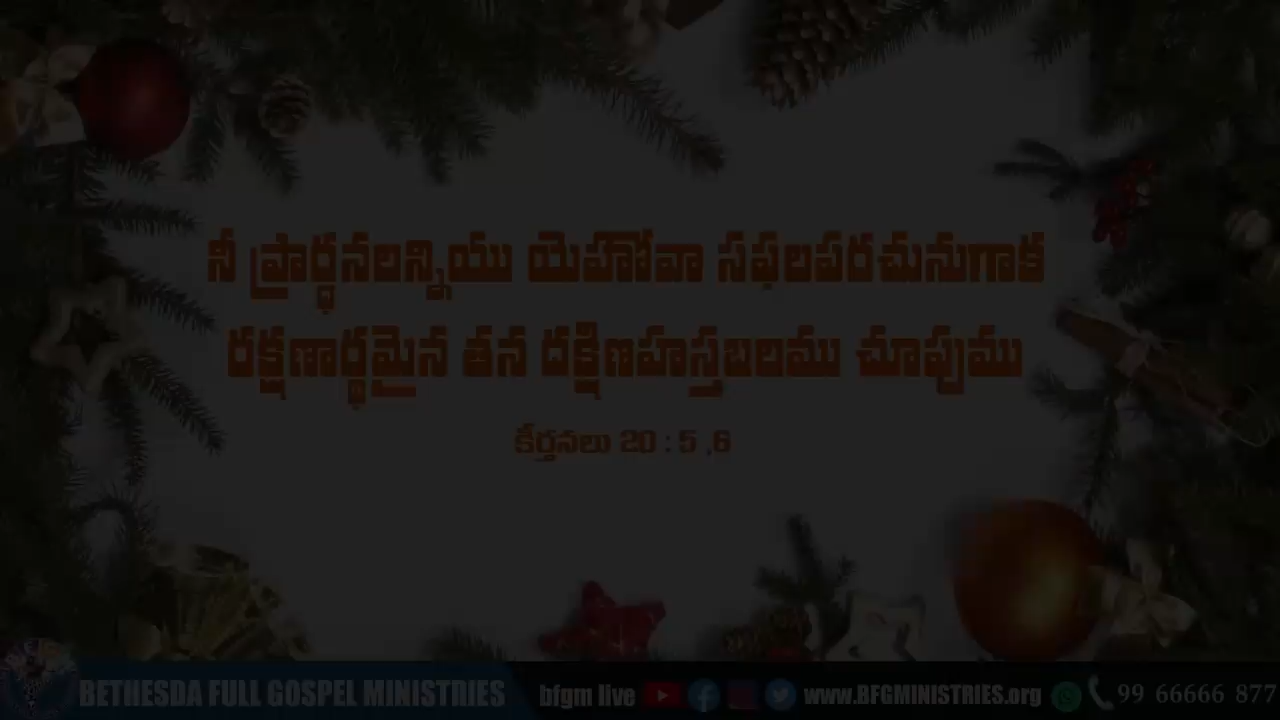 నీ ప్రార్థనలన్నియు యెహోవా సఫలపరచునుగాక
రక్షణార్థమైన తన దక్షిణహస్తబలము చూపుము
కీర్తనలు 20 : 5 ,6
BETHESDA FULL GOSPEL MINISTRIES bfgm live www.BFGMINISTRIES.org 99 66666 877